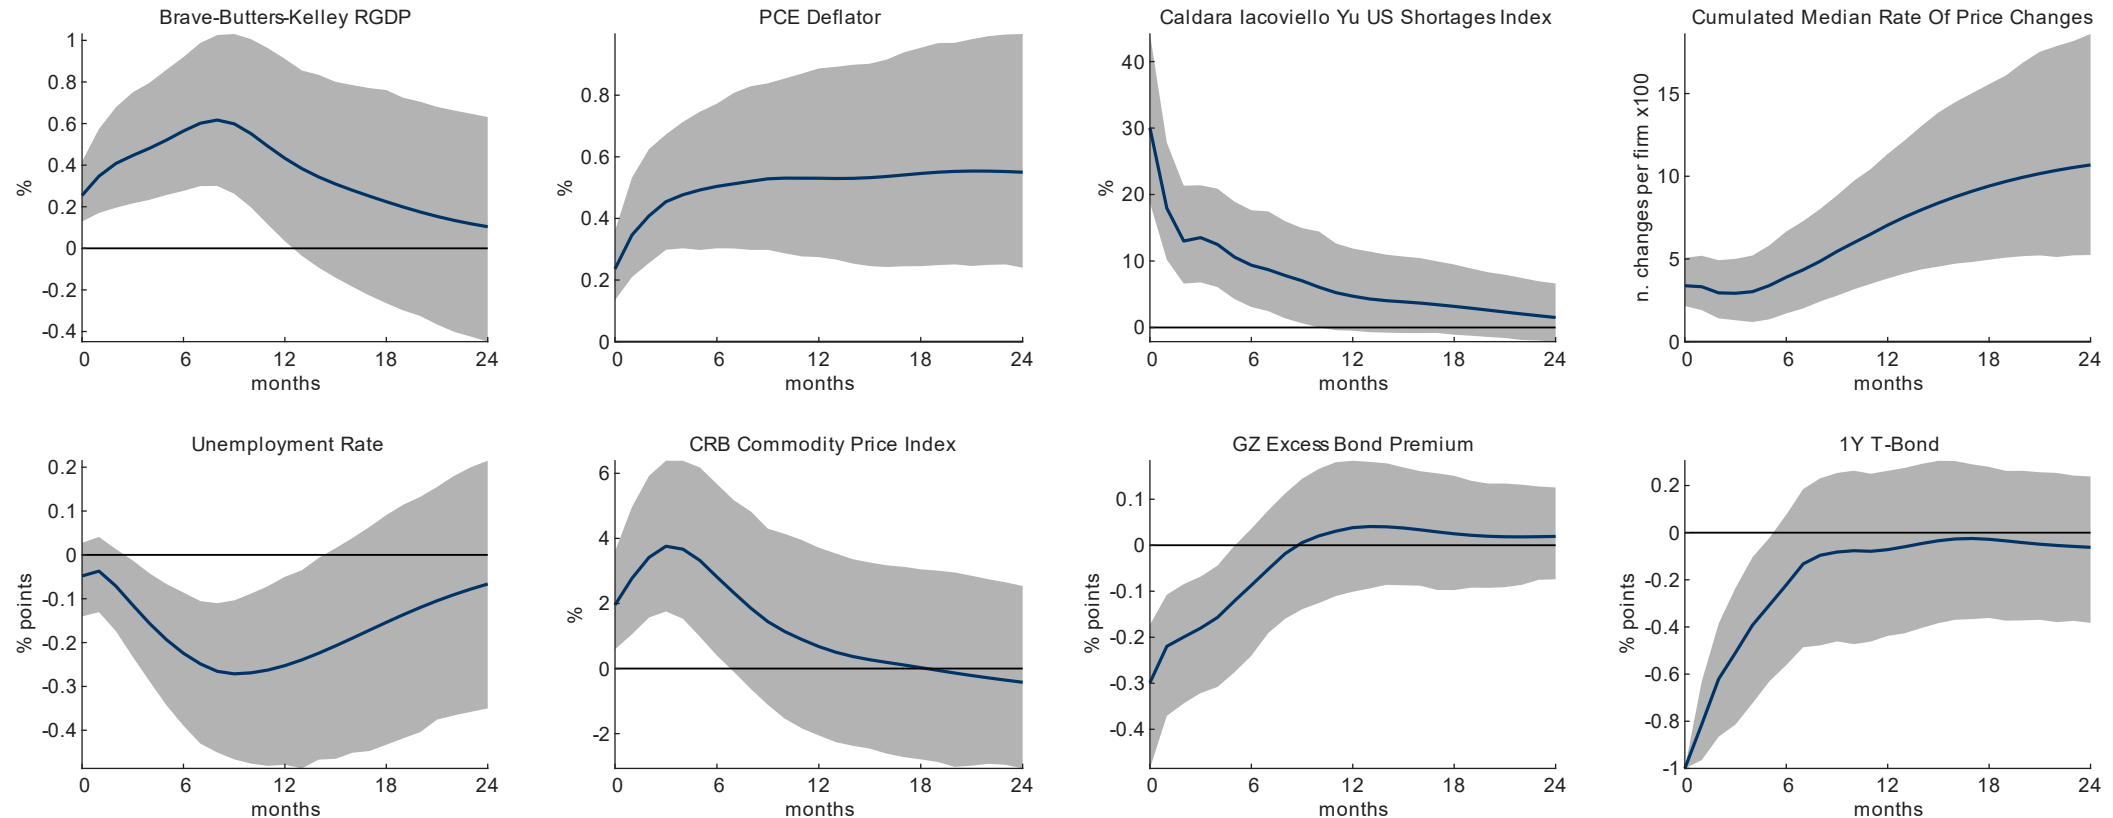 Brave-Butters-Kelley RGDP
1
0.8
0.6
0.4
0.2
0
-0.2
-0.4
%
0 6 12 18 24
months
PCE Deflator
0.8
0.6
0.4
0.2
0
%
0 6 12 18 24
months
Caldara Iacoviello Yu US Shortages Index
40
30
20
10
0
%
0 6 12 18 24
months
Cumulated Median Rate Of Price Changes
15
10
5
0
n. changes per firm x100
0 6 12 18 24
months
Unemployment Rate
0.2
0.1
0
-0.1
-0.2
-0.3
-0.4
% points
0 6 12 18 24
months
CRB Commodity Price Index
6
4
2
0
-2
%
0 6 12 18 24
months
GZ Excess Bond Premium
0.1
0
-0.1
-0.2
-0.3
-0.4
% points
0 6 12 18 24
months
1Y T-Bond
0.2
0
-0.2
-0.4
-0.6
-0.8
-1
% points
0 6 12 18 24
months